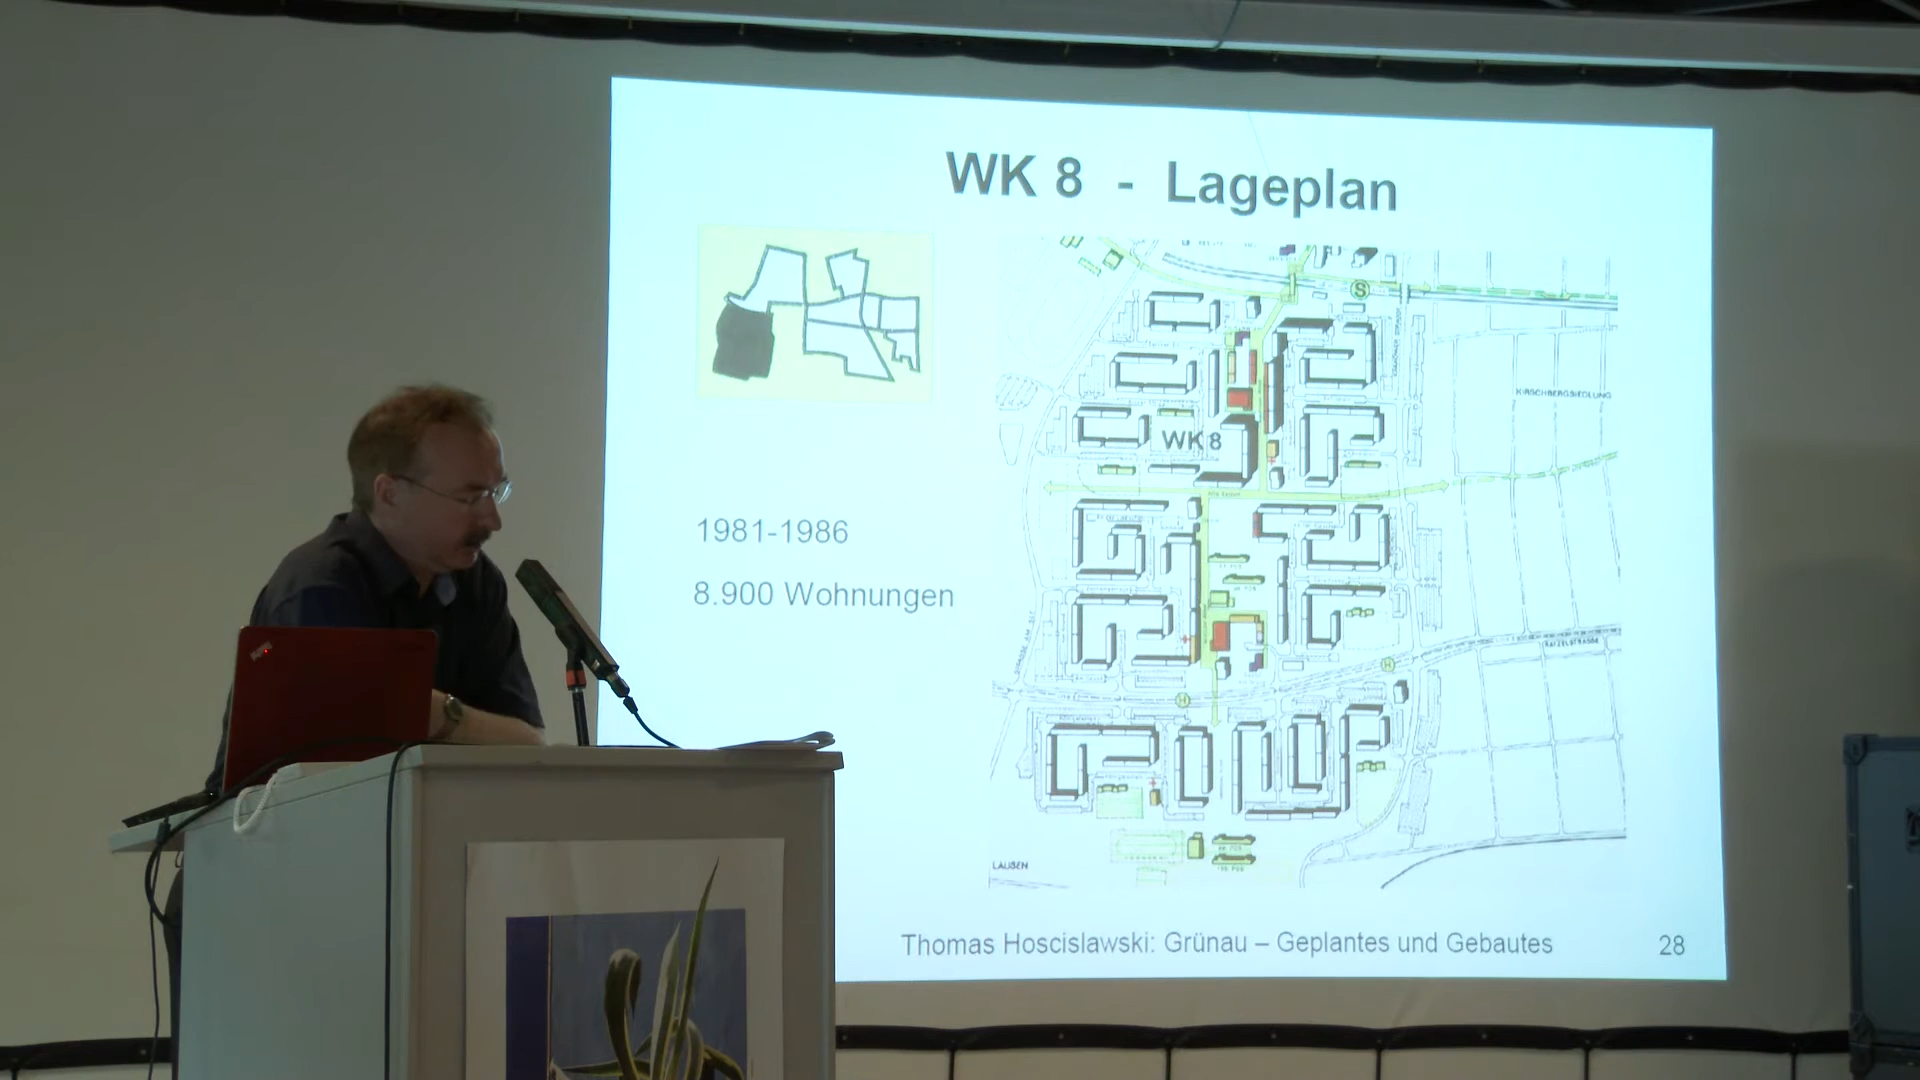 WK 8 - Lageplan
S
KIRSCHBERGSIEDLUNG
WK 8
1981-1986
8.900 Wohnungen
RATZELSTRASSE
H
H
LAUSEN
Thomas Hoscislawski: Grünau – Geplantes und Gebautes
28